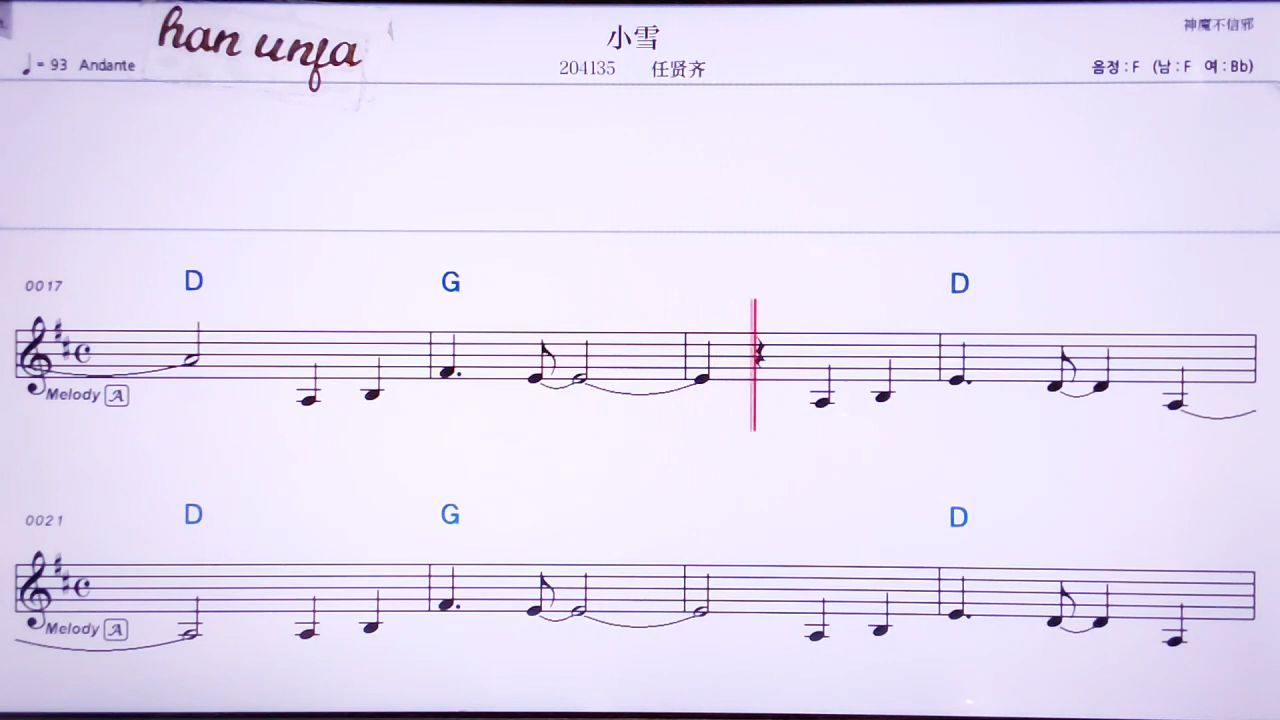 han unfa
小雪
神魔不信邪
♩= 93 Andante
204135 任贤齐
음정 : F (남 : F 여 : Bb)
0017
D G D
Melody A
0021
D G D
Melody A